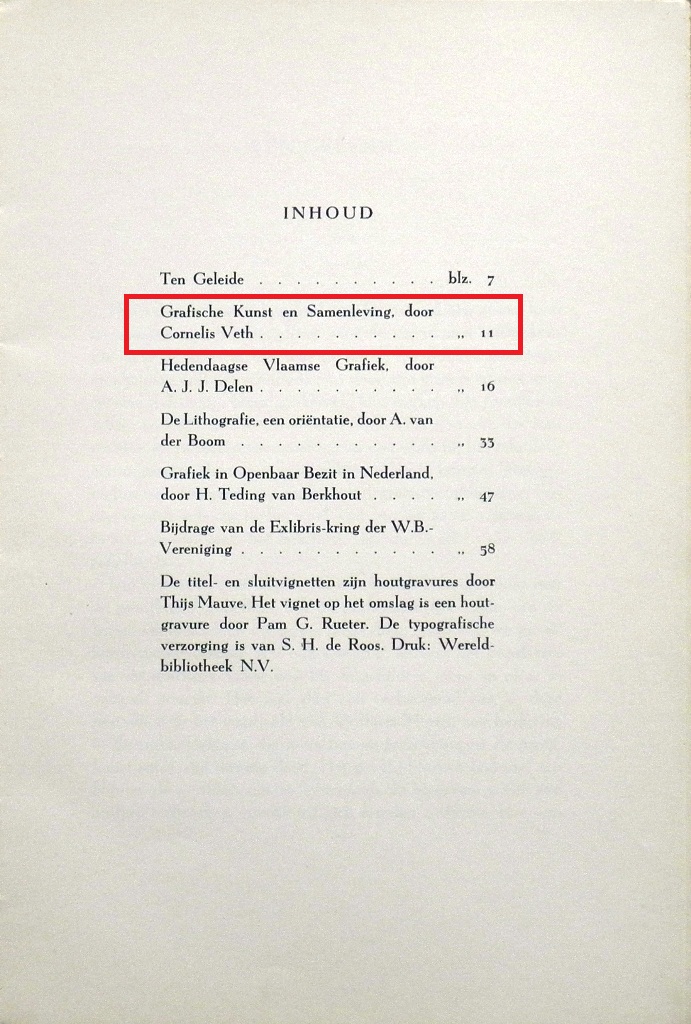 INHOUD
Ten Geleide . . . . . . . . . . blz. 7
Grafische Kunst en Samenleving, door
Cornelis Veth . . . . . . . . . . „ 11
Hedendaagse Vlaamse Grafiek, door
A. J. J. Delen . . . . . . . . . . „ 16
De Lithografie, een oriëntatie, door A. van
der Boom . . . . . . . . . . . „ 33
Grafiek in Openbaar Bezit in Nederland,
door H. Teding van Berkhout . . . . „ 47
Bijdrage van de Exlibris-kring der W.B.-
Vereniging . . . . . . . . . . . „ 58
De titel- en sluitvignetten zijn houtgravures door
Thijs Mauve. Het vignet op het omslag is een hout-
gravure door Pam G. Rueter. De typografische
verzorging is van S. H. de Roos. Druk: Wereld-
bibliotheek N.V.